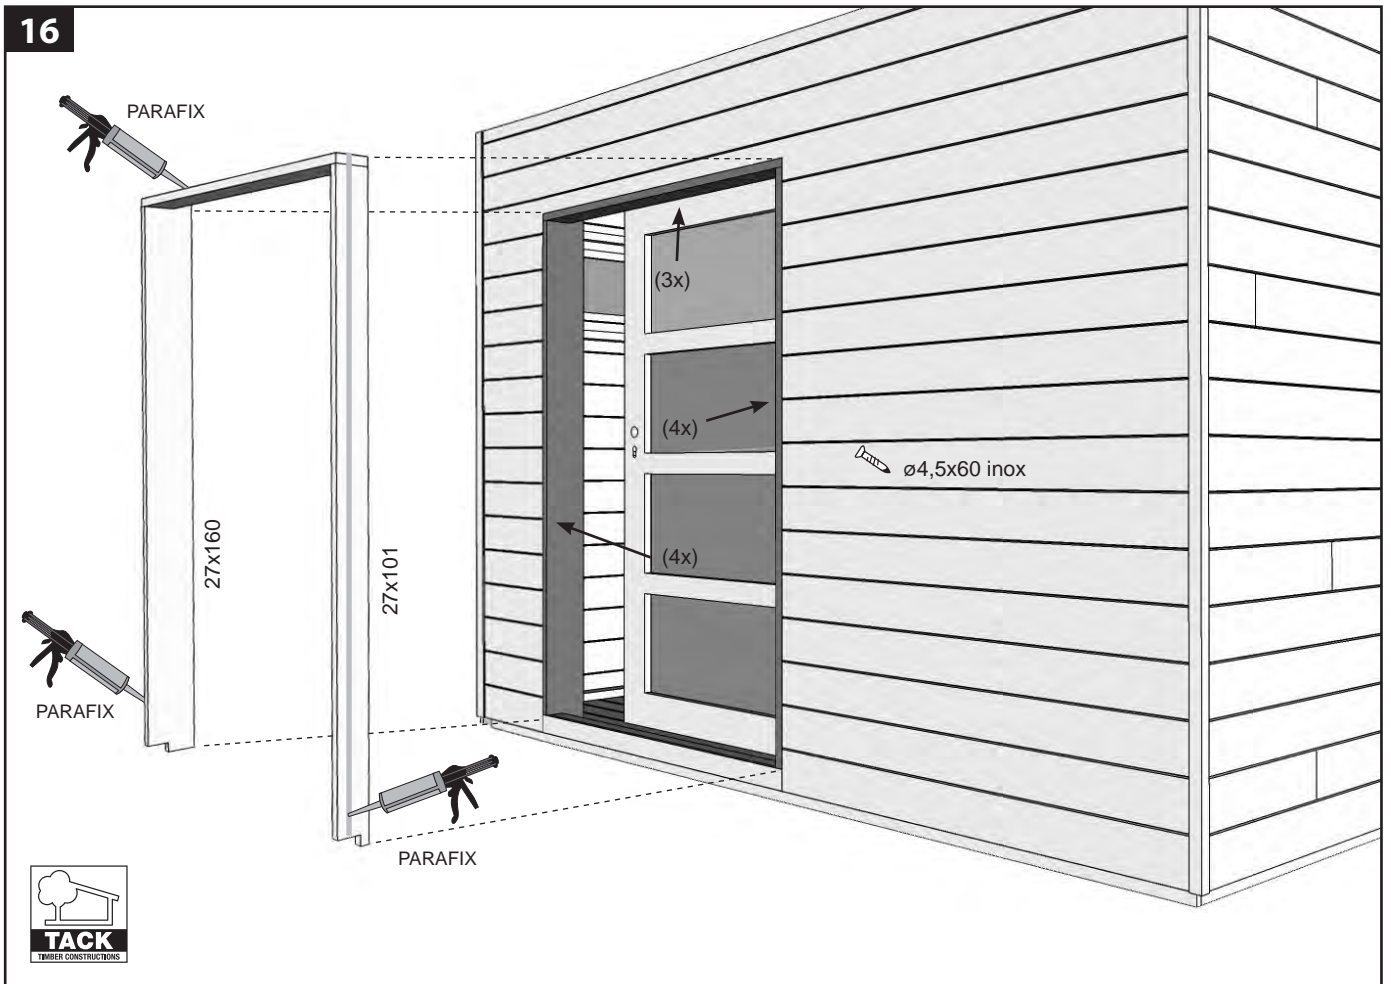 16
PARAFIX
(3x)
(4x)
ø4,5x60 inox
(4x)
27x160
27x101
PARAFIX
PARAFIX
TACK
TIMBER CONSTRUCTIONS